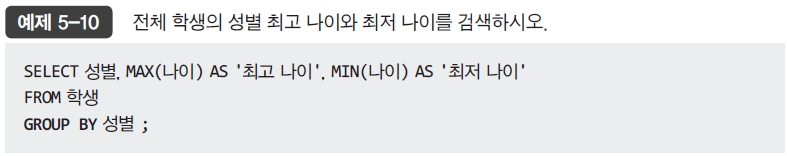 예제 5-10 전체 학생의 성별 최고 나이와 최저 나이를 검색하시오.
SELECT 성별, MAX(나이) AS '최고 나이', MIN(나이) AS '최저 나이'
FROM 학생
GROUP BY 성별 ;